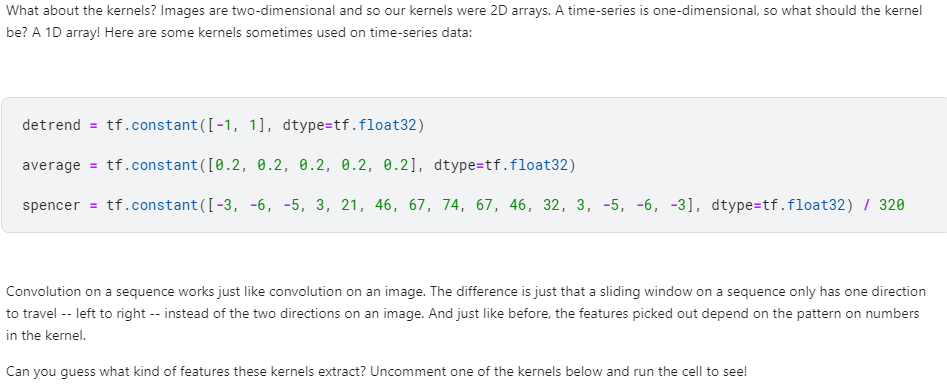 What about the kernels? Images are two-dimensional and so our kernels were 2D arrays. A time-series is one-dimensional, so what should the kernel
be? A 1D array! Here are some kernels sometimes used on time-series data:
detrend = tf.constant([-1, 1], dtype=tf.float32)
average = tf.constant([0.2, 0.2, 0.2, 0.2, 0.2], dtype=tf.float32)
spencer = tf.constant([-3, -6, -5, 3, 21, 46, 67, 74, 67, 46, 32, 3, -5, -6, -3], dtype=tf.float32) / 320
Convolution on a sequence works just like convolution on an image. The difference is just that a sliding window on a sequence only has one direction
to travel -- left to right -- instead of the two directions on an image. And just like before, the features picked out depend on the pattern on numbers
in the kernel.
Can you guess what kind of features these kernels extract? Uncomment one of the kernels below and run the cell to see!